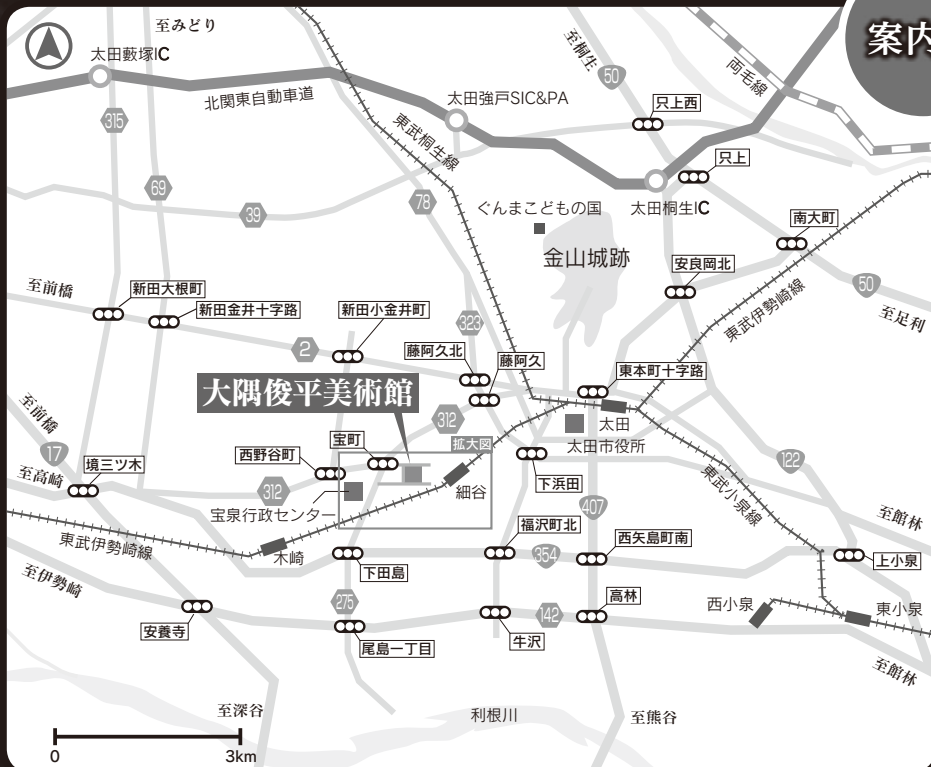 至みどり
太田藪塚IC
北関東自動車道
315
69
39
至桐生
50
両毛線
案内
太田強戸SIC&PA
只上西
只上
東武桐生線
78
ぐんまこどもの国
太田桐生IC
金山城跡
南大町
安良岡北
東武伊勢崎線
50
至足利
至前橋
新田大根町
新田金井十字路
新田小金井町
2
323
藤阿久北
藤阿久
東本町十字路
大隅俊平美術館
312
拡大図
太田
太田市役所
至前橋
17
至高崎
境三ツ木
西野谷町
宝町
312
宝泉行政センター
細谷
下浜田
407
122
東武小泉線
至館林
東武伊勢崎線
木崎
下田島
福沢町北
354
西矢島町南
上小泉
至伊勢崎
安養寺
275
尾島一丁目
牛沢
142
高林
西小泉
東小泉
至館林
至深谷
利根川
至熊谷
0
3km